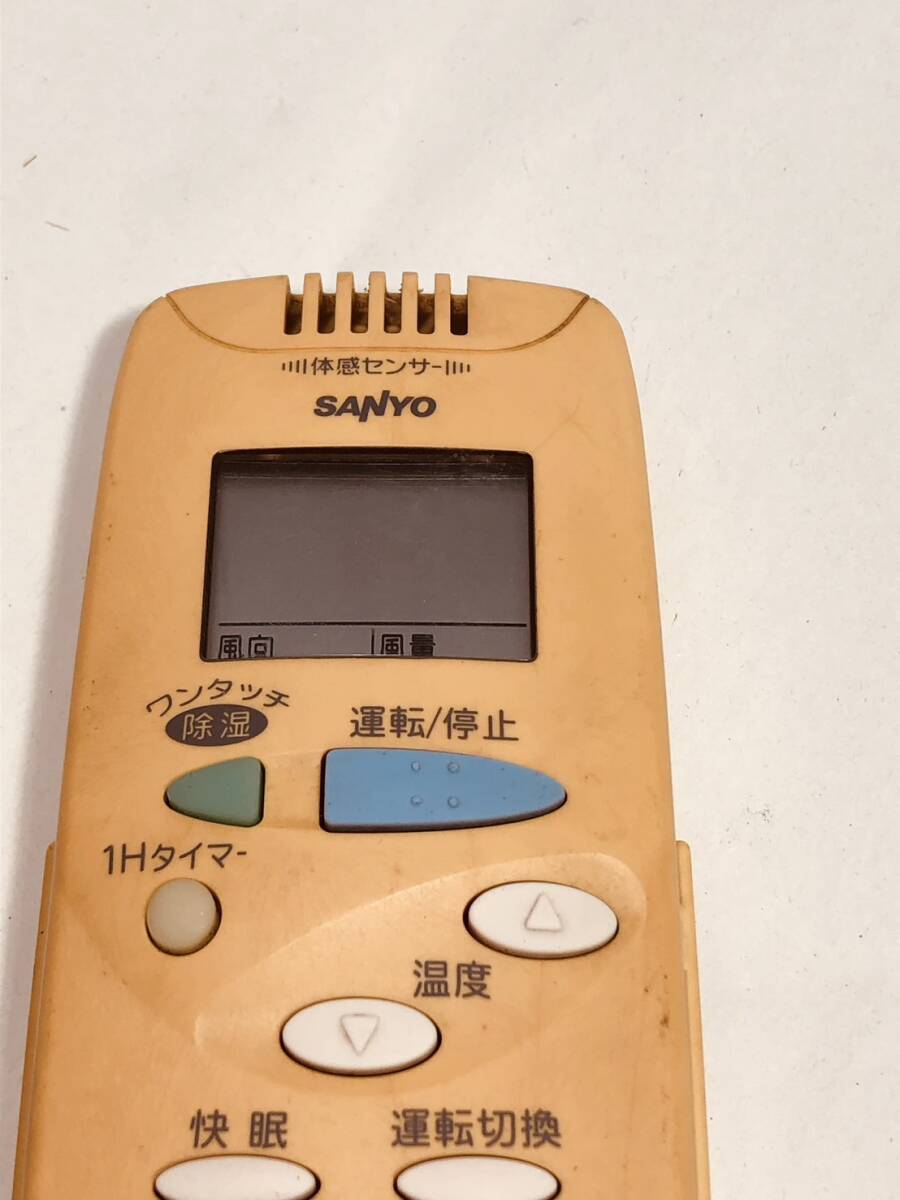 体感センサー
SANYO
風向 風量
ワンタッチ
除湿
運転/停止
1Hタイマー
温度
快眠
運転切換